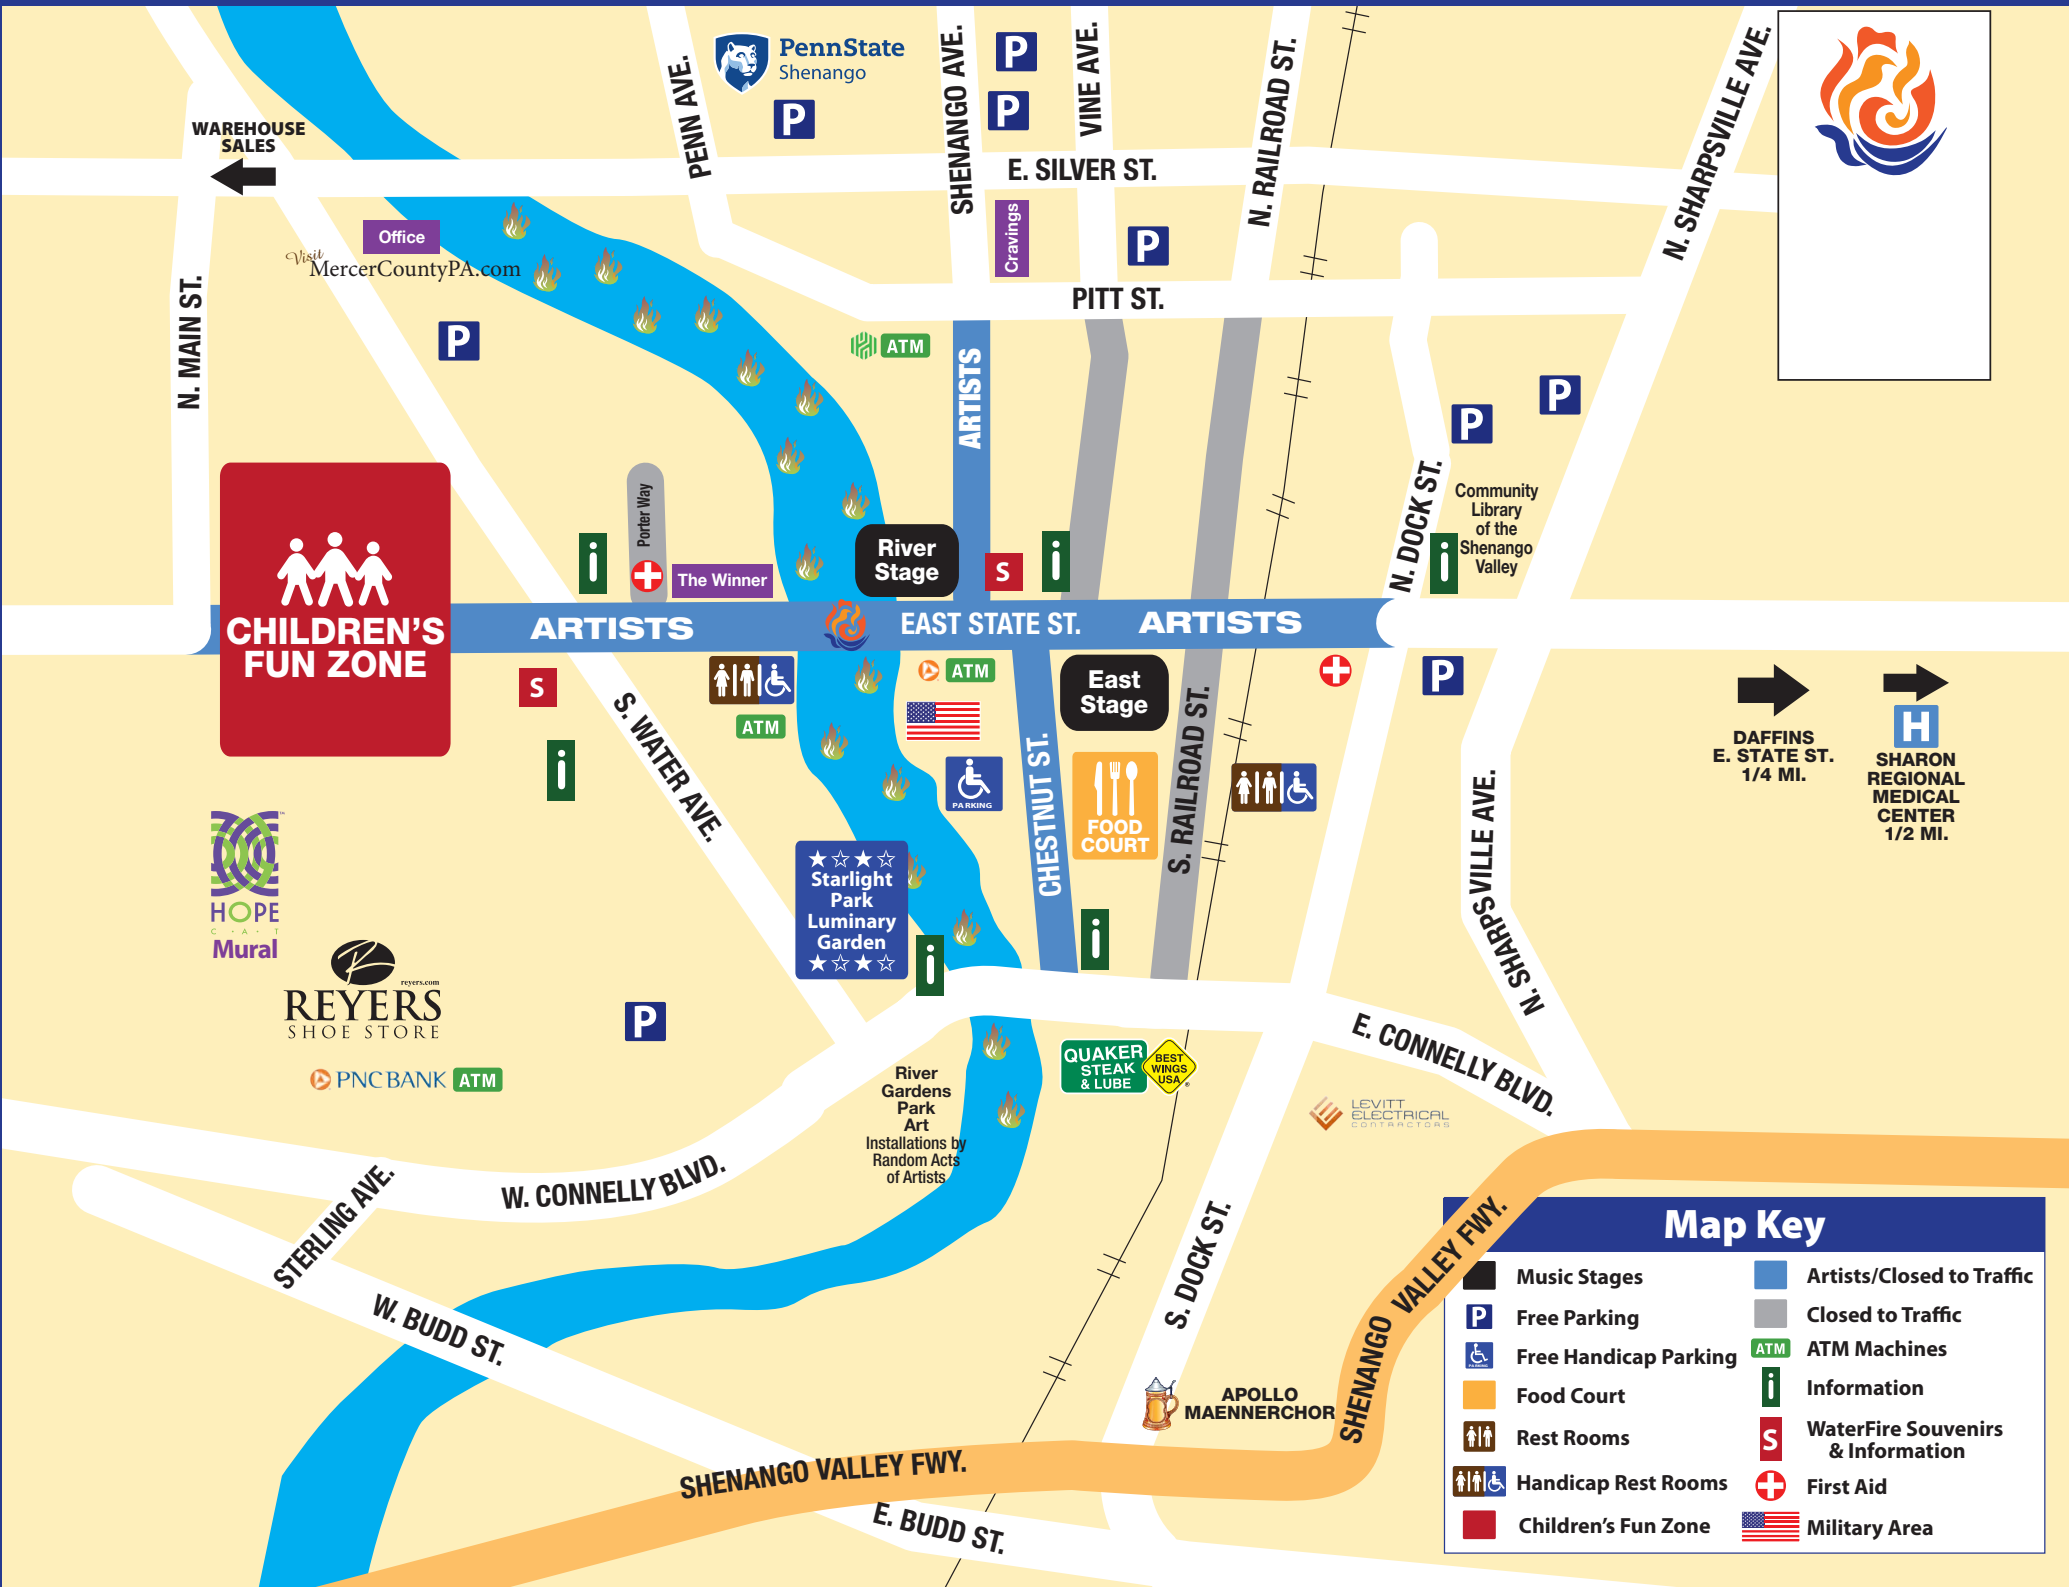 PennState
Shenango
P
P
P
PENN AVE.
SHENANGO AVE.
VINE AVE.
N. RAILROAD ST.
N. SHARPSVILLE AVE.
WAREHOUSE
SALES
E. SILVER ST.
Office
Visit
MercerCountyPA.com
Cravings
P
PITT ST.
N. MAIN ST.
P
ATM
ARTISTS
P
P
N. DOCK ST.
Community
Library
of the
Shenango
Valley
i
Porter Way
i
The Winner
River
Stage
S
i
CHILDREN'S
FUN ZONE
ARTISTS
EAST STATE ST.
ARTISTS
S
i
S. WATER AVE.
ATM
ATM
PARKING
East
Stage
CHESTNUT ST.
FOOD
COURT
S. RAILROAD ST.
P
N. SHARPSVILLE AVE.
DAFFINS
E. STATE ST.
1/4 MI.
H
SHARON
REGIONAL
MEDICAL
CENTER
1/2 MI.
HOPE
C·A·T
Mural
™
reyers.com
REYERS
SHOE STORE
PNCBANK ATM
P
★☆★☆
Starlight
Park
Luminary
Garden
★☆★☆
i
i
River
Gardens
Park
Art
Installations by
Random Acts
of Artists
QUAKER
STEAK
& LUBE
BEST
WINGS
USA
®
E. CONNELLY BLVD.
LEVITT
ELECTRICAL
CONTRACTORS
W. CONNELLY BLVD.
STERLING AVE.
W. BUDD ST.
S. DOCK ST.
APOLLO
MAENNERCHOR
SHENANGO VALLEY FWY.
SHENANGO VALLEY FWY.
E. BUDD ST.
Map Key
Music Stages
P Free Parking
PARKING Free Handicap Parking
Food Court
Rest Rooms
Handicap Rest Rooms
Children's Fun Zone
Artists/Closed to Traffic
Closed to Traffic
ATM ATM Machines
i Information
S WaterFire Souvenirs
& Information
First Aid
Military Area